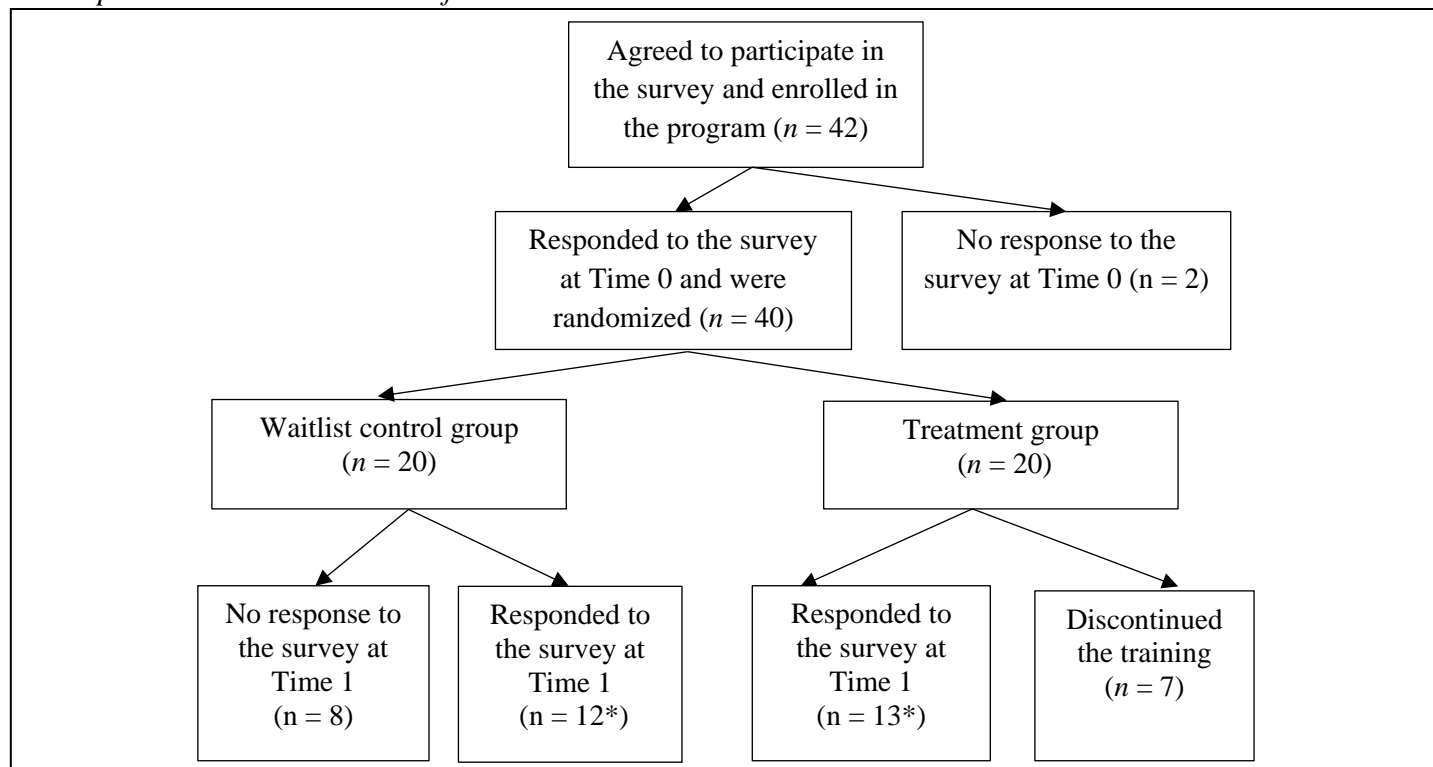 Agreed to participate in
the survey and enrolled in
the program (n = 42)
Responded to the survey
at Time 0 and were
randomized (n = 40)
No response to the
survey at Time 0 (n = 2)
Waitlist control group
(n = 20)
Treatment group
(n = 20)
No response to
the survey at
Time 1
(n = 8)
Responded to
the survey at
Time 1
(n = 12*)
Responded to
the survey at
Time 1
(n = 13*)
Discontinued
the training
(n = 7)